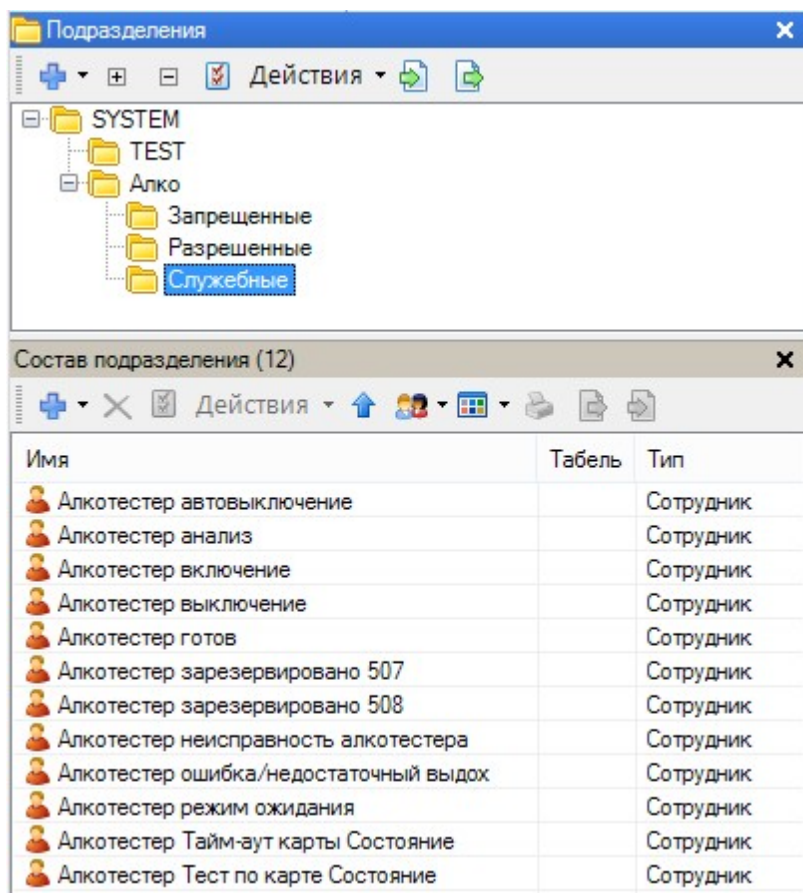 Подразделения
Действия
SYSTEM
TEST
Алко
Запрещенные
Разрешенные
Служебные
Состав подразделения (12)
Действия
Имя Табель Тип
Алкотестер автовыключение Сотрудник
Алкотестер анализ Сотрудник
Алкотестер включение Сотрудник
Алкотестер выключение Сотрудник
Алкотестер готов Сотрудник
Алкотестер зарезервировано 507 Сотрудник
Алкотестер зарезервировано 508 Сотрудник
Алкотестер неисправность алкотестера Сотрудник
Алкотестер ошибка/недостаточный выдох Сотрудник
Алкотестер режим ожидания Сотрудник
Алкотестер Тайм-аут карты Состояние Сотрудник
Алкотестер Тест по карте Состояние Сотрудник